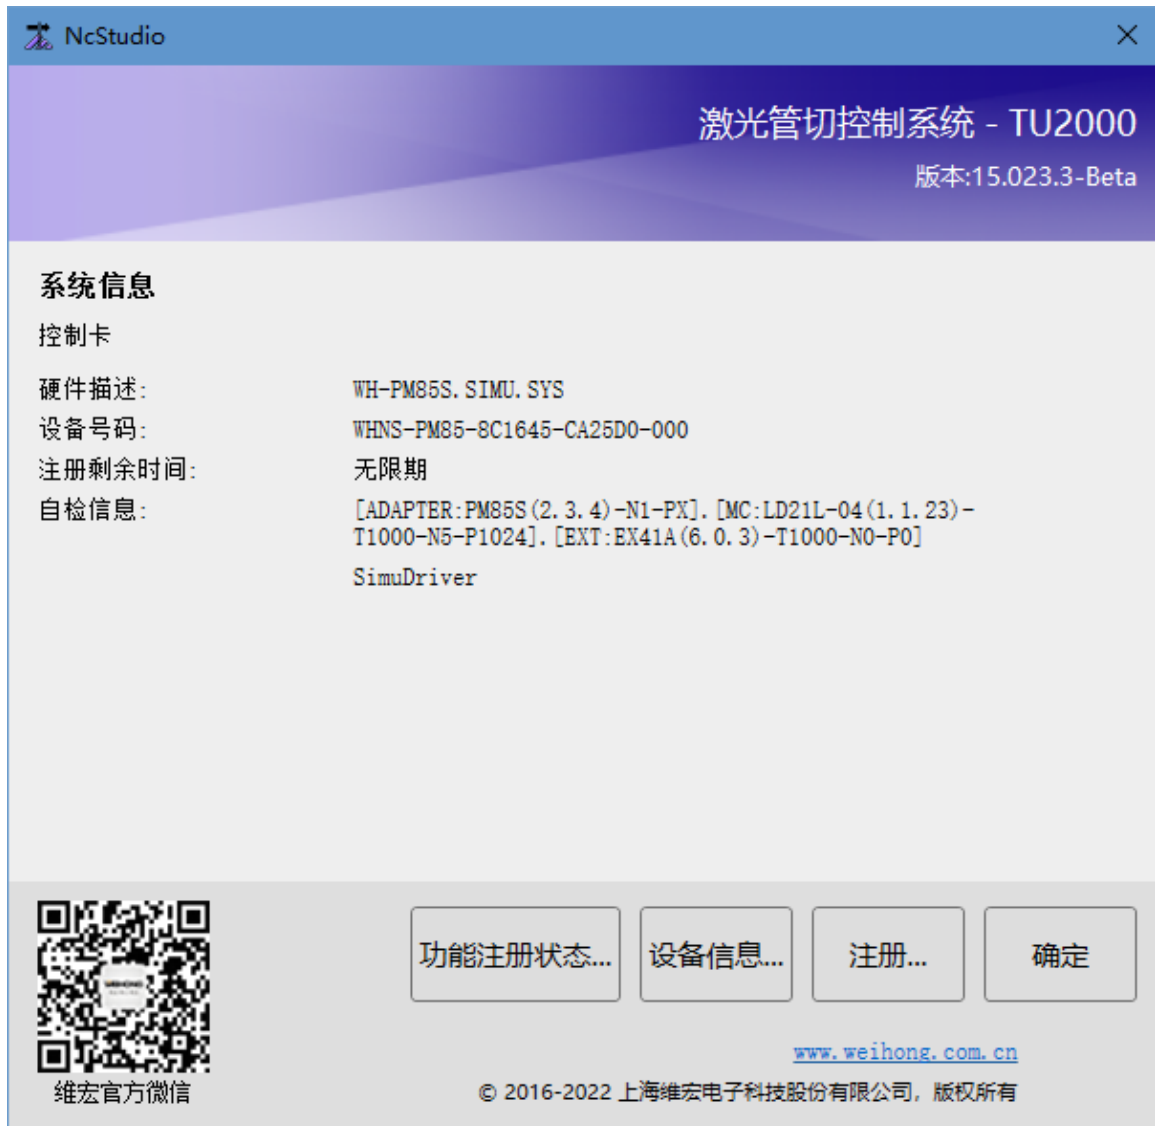 NcStudio
激光管切控制系统 - TU2000
版本:15.023.3-Beta
系统信息
控制卡
硬件描述: WH-PM85S.SIMU.SYS
设备号码: WHNS-PM85-8C1645-CA25D0-000
注册剩余时间: 无限期
自检信息: [ADAPTER:PM85S(2.3.4)-N1-PX].[MC:LD21L-04(1.1.23)-
T1000-N5-P1024].[EXT:EX41A(6.0.3)-T1000-N0-P0]
SimuDriver
功能注册状态... 设备信息... 注册... 确定
WEIHONG
www.weihong.com.cn
维宏官方微信 © 2016-2022 上海维宏电子科技股份有限公司，版权所有